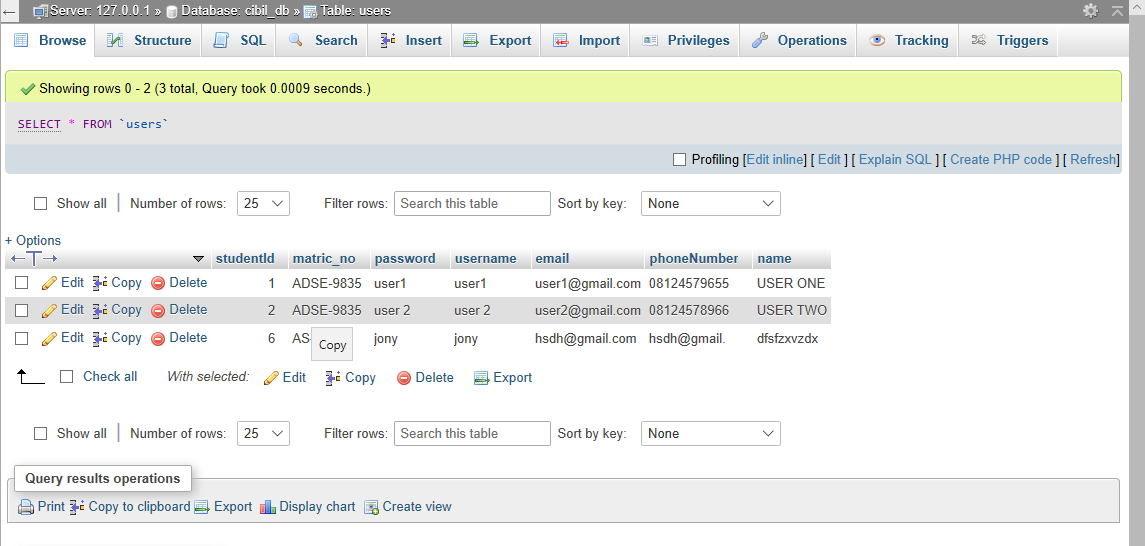 Server: 127.0.0.1 » Database: cibil_db » Table: users
Browse Structure SQL Search Insert Export Import Privileges Operations Tracking Triggers
Showing rows 0 - 2 (3 total, Query took 0.0009 seconds.)
SELECT * FROM `users`
Profiling [Edit inline] [ Edit ] [ Explain SQL ] [ Create PHP code ] [ Refresh]
Show all Number of rows: 25 Filter rows: Search this table Sort by key: None
+ Options
studentId matric_no password username email phoneNumber name
Edit Copy Delete 1 ADSE-9835 user1 user1 user1@gmail.com 08124579655 USER ONE
Edit Copy Delete 2 ADSE-9835 user 2 user 2 user2@gmail.com 08124578966 USER TWO
Edit Copy Delete 6 AS jony jony hsdh@gmail.com hsdh@gmail. dfsfzxvzdx
Copy
Check all With selected: Edit Copy Delete Export
Show all Number of rows: 25 Filter rows: Search this table Sort by key: None
Query results operations
Print Copy to clipboard Export Display chart Create view